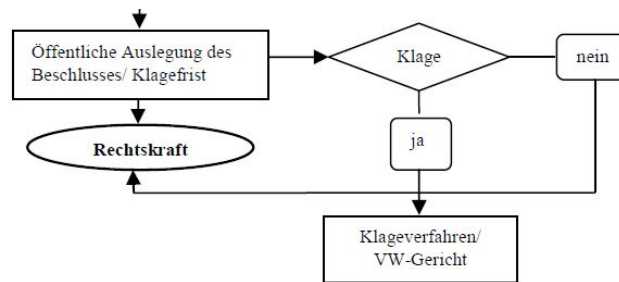 Öffentliche Auslegung des
Beschlusses/ Klagefrist
Klage
nein
ja
Rechtskraft
Klageverfahren/
VW-Gericht